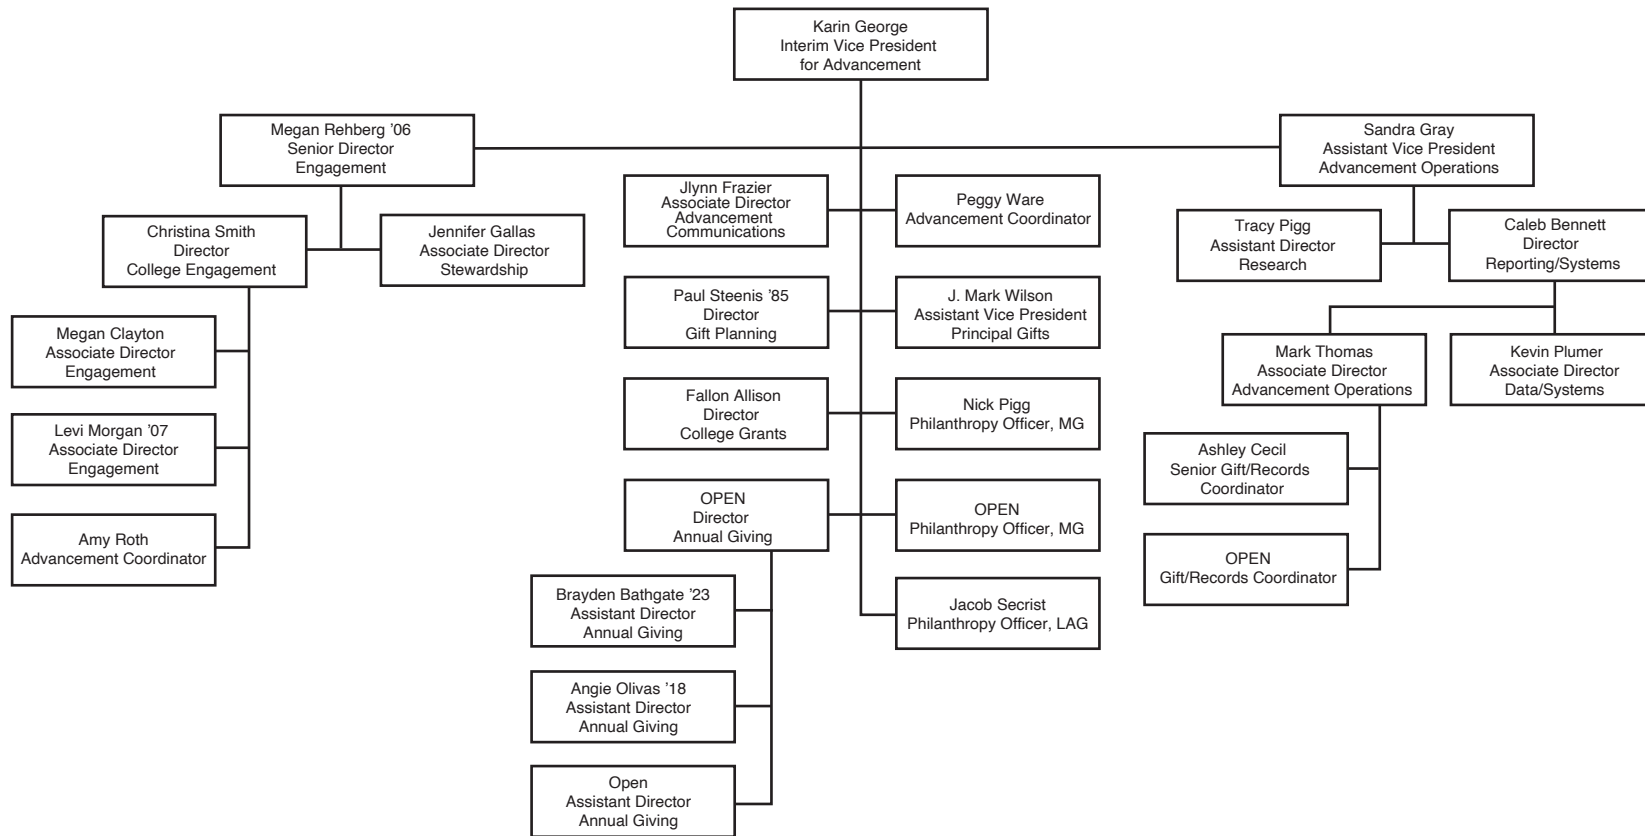 Karin George
Interim Vice President
for Advancement
Megan Rehberg ’06
Senior Director
Engagement
Sandra Gray
Assistant Vice President
Advancement Operations
Christina Smith
Director
College Engagement
Jennifer Gallas
Associate Director
Stewardship
Megan Clayton
Associate Director
Engagement
Levi Morgan ’07
Associate Director
Engagement
Amy Roth
Advancement Coordinator
Jlynn Frazier
Associate Director
Advancement
Communications
Peggy Ware
Advancement Coordinator
Paul Steenis ’85
Director
Gift Planning
J. Mark Wilson
Assistant Vice President
Principal Gifts
Fallon Allison
Director
College Grants
Nick Pigg
Philanthropy Officer, MG
OPEN
Director
Annual Giving
OPEN
Philanthropy Officer, MG
Brayden Bathgate ’23
Assistant Director
Annual Giving
Jacob Secrist
Philanthropy Officer, LAG
Angie Olivas ’18
Assistant Director
Annual Giving
Open
Assistant Director
Annual Giving
Tracy Pigg
Assistant Director
Research
Caleb Bennett
Director
Reporting/Systems
Mark Thomas
Associate Director
Advancement Operations
Kevin Plumer
Associate Director
Data/Systems
Ashley Cecil
Senior Gift/Records
Coordinator
OPEN
Gift/Records Coordinator